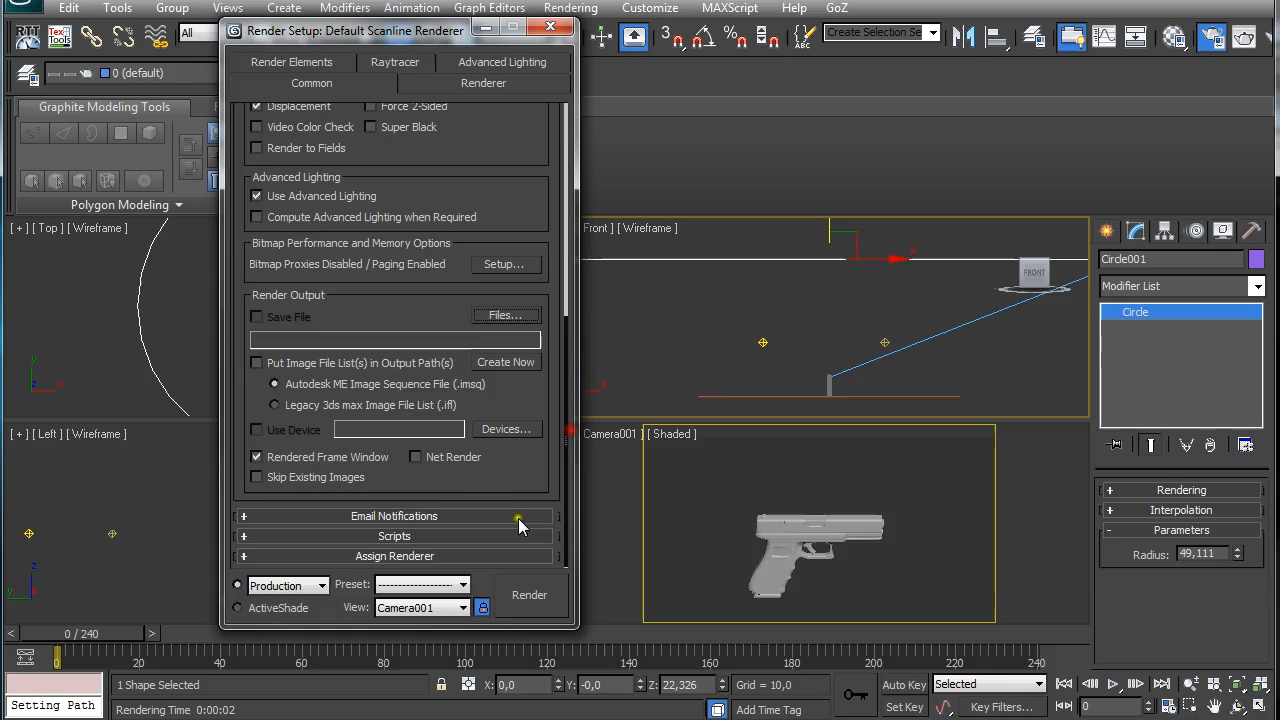 Edit Tools Group Views Create Modifiers Animation Graph Editors Rendering Customize MAXScript Help GoZ
Render Setup: Default Scanline Renderer
RTT Tools All 3 Create Selection Se
Render Elements Raytracer Advanced Lighting
0 (default)
Common Renderer
Graphite Modeling Tools
Displacement Force 2-Sided
Video Color Check Super Black
Render to Fields
Advanced Lighting
Use Advanced Lighting
Polygon Modeling
Compute Advanced Lighting when Required
[ + ] [ Top ] [ Wireframe ]
Front ] [ Wireframe ]
Bitmap Performance and Memory Options
Bitmap Proxies Disabled / Paging Enabled Setup...
x
FRONT
Circle001
Modifier List
Circle
Render Output
Save File Files...
Put Image File List(s) in Output Path(s) Create Now
Autodesk ME Image Sequence File (.imsq)
Legacy 3ds max Image File List (.ifl)
y
z x
Use Device Devices...
[ + ] [ Left ] [ Wireframe ]
Camera001 ] [ Shaded ]
Rendered Frame Window Net Render
Skip Existing Images
+ Email Notifications
+ Scripts
+ Assign Renderer
+ Rendering
+ Interpolation
- Parameters
Radius: 49,111
Production Preset: --------------------
ActiveShade View: Camera001
Render
z
y x
< 0 / 240 >
0 20 40 60 80 100 120 140 160 180 200 220 240
1 Shape Selected X: 0,0 Y: -0,0 Z: 22,326 Grid = 10,0 Auto Key Selected
Setting Path Rendering Time 0:00:02 Add Time Tag Set Key Key Filters... 0